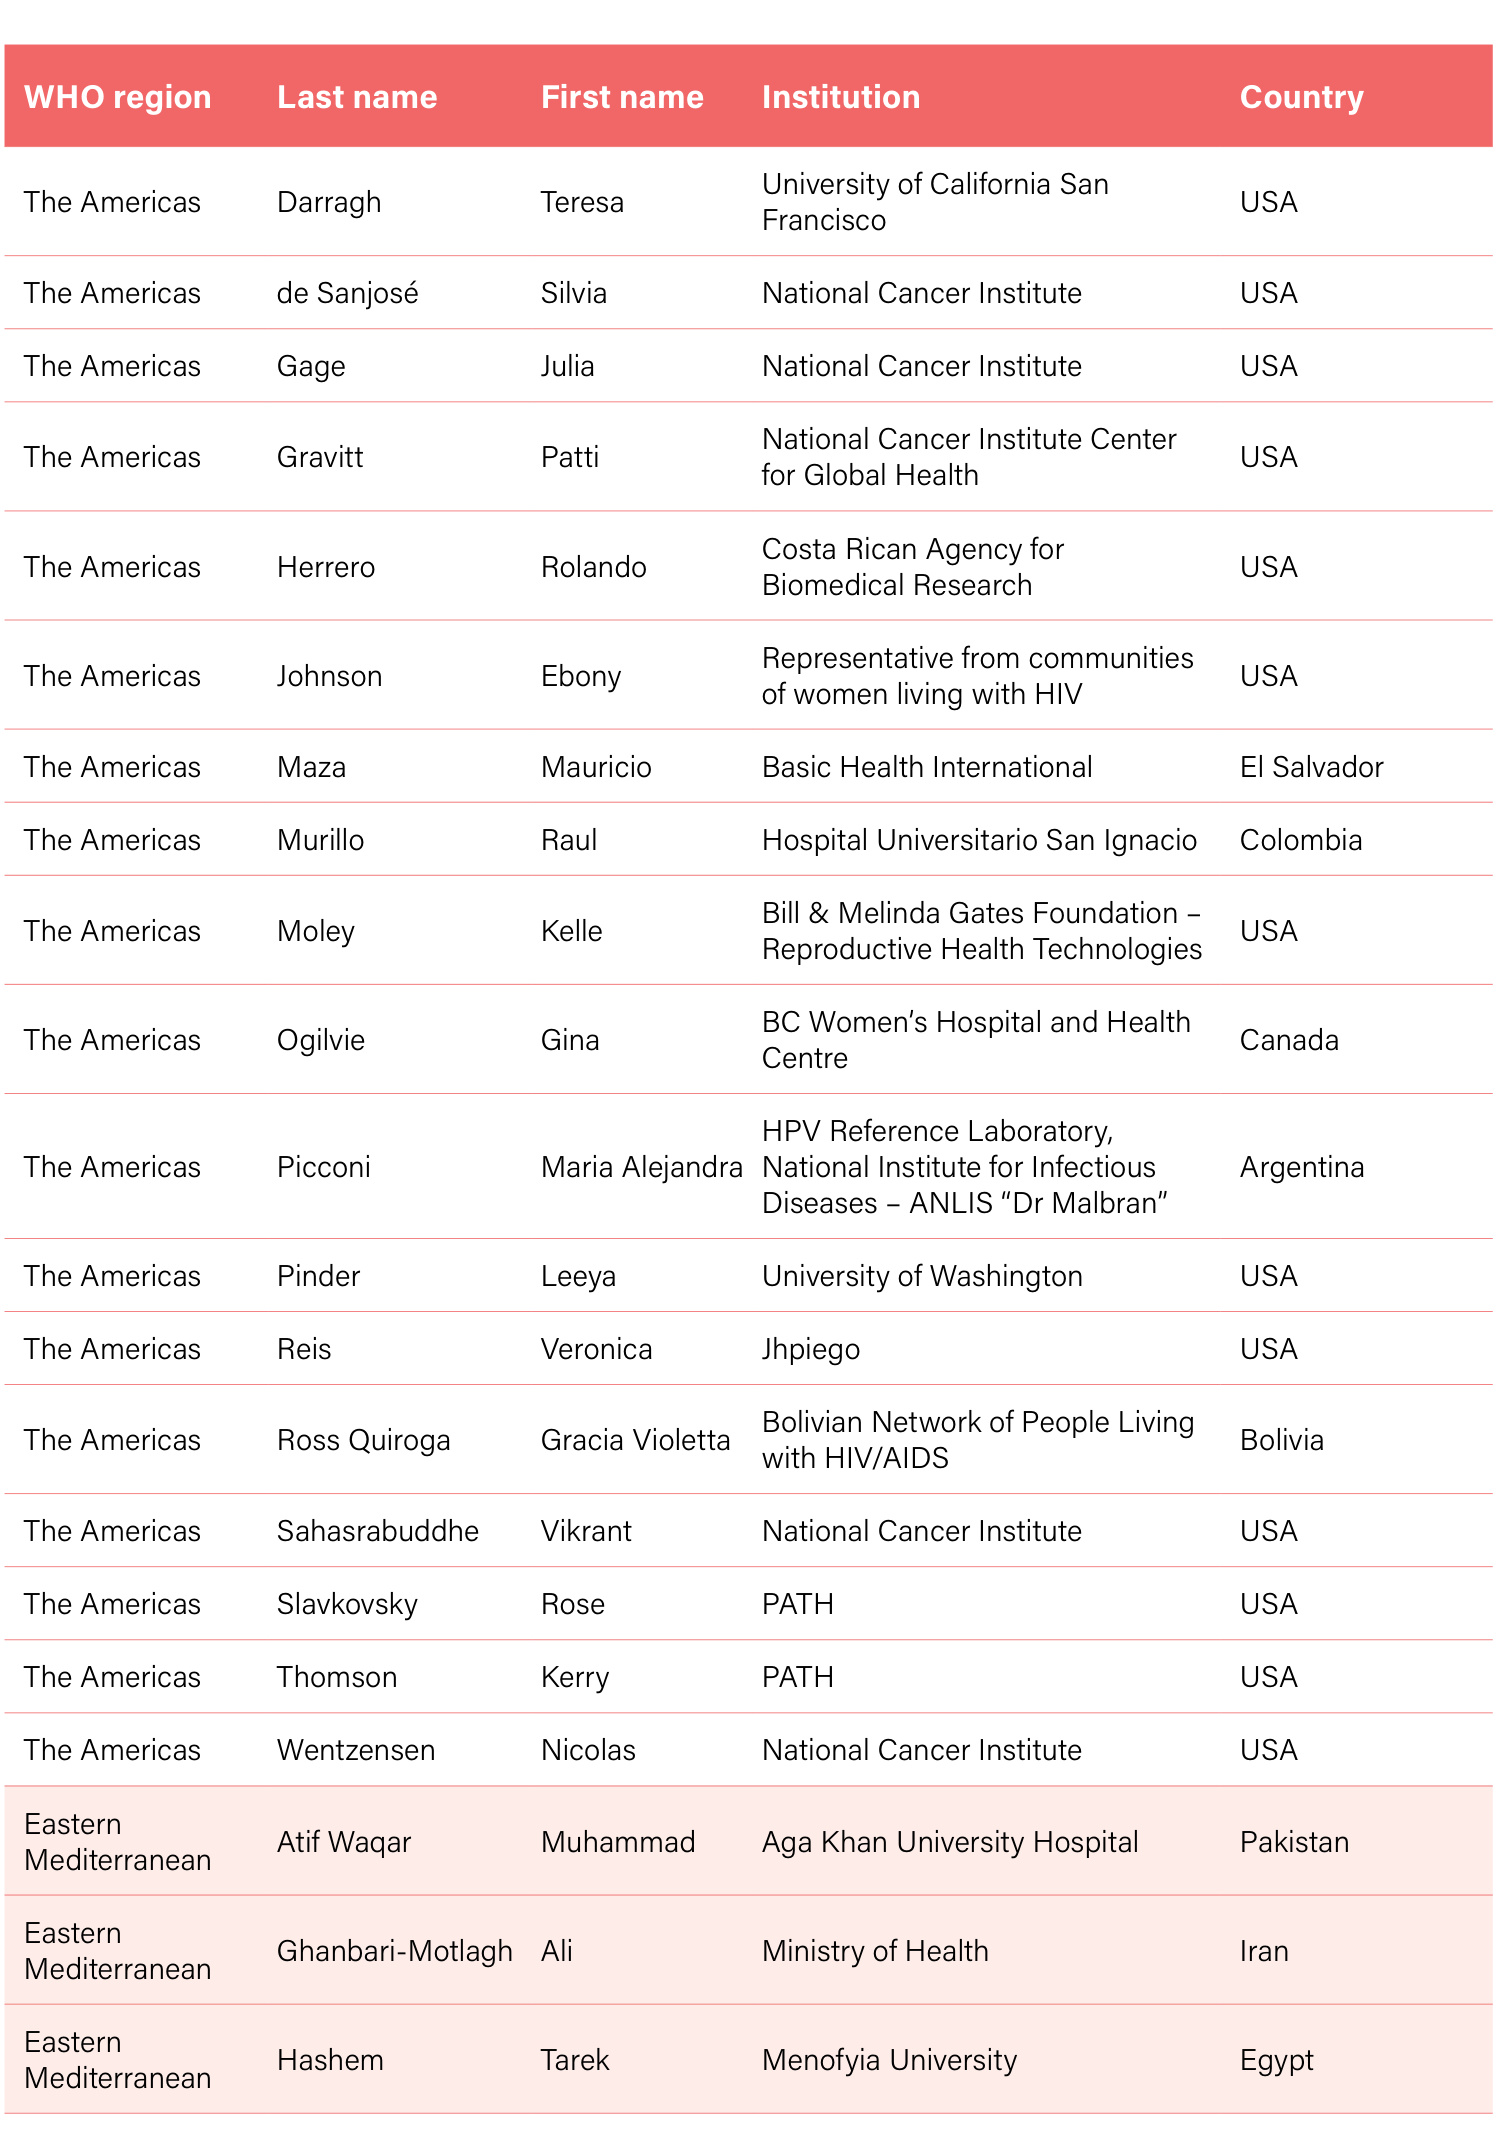 WHO region Last name First name Institution Country
The Americas Darragh Teresa University of California San
Francisco USA
The Americas de Sanjosé Silvia National Cancer Institute USA
The Americas Gage Julia National Cancer Institute USA
The Americas Gravitt Patti National Cancer Institute Center
for Global Health USA
The Americas Herrero Rolando Costa Rican Agency for
Biomedical Research USA
The Americas Johnson Ebony Representative from communities
of women living with HIV USA
The Americas Maza Mauricio Basic Health International El Salvador
The Americas Murillo Raul Hospital Universitario San Ignacio Colombia
The Americas Moley Kelle Bill & Melinda Gates Foundation –
Reproductive Health Technologies USA
The Americas Ogilvie Gina BC Women’s Hospital and Health
Centre Canada
The Americas Picconi Maria Alejandra HPV Reference Laboratory,
National Institute for Infectious
Diseases – ANLIS “Dr Malbran” Argentina
The Americas Pinder Leeya University of Washington USA
The Americas Reis Veronica Jhpiego USA
The Americas Ross Quiroga Gracia Violetta Bolivian Network of People Living
with HIV/AIDS Bolivia
The Americas Sahasrabuddhe Vikrant National Cancer Institute USA
The Americas Slavkovsky Rose PATH USA
The Americas Thomson Kerry PATH USA
The Americas Wentzensen Nicolas National Cancer Institute USA
Eastern
Mediterranean Atif Waqar Muhammad Aga Khan University Hospital Pakistan
Eastern
Mediterranean Ghanbari-Motlagh Ali Ministry of Health Iran
Eastern
Mediterranean Hashem Tarek Menofyia University Egypt